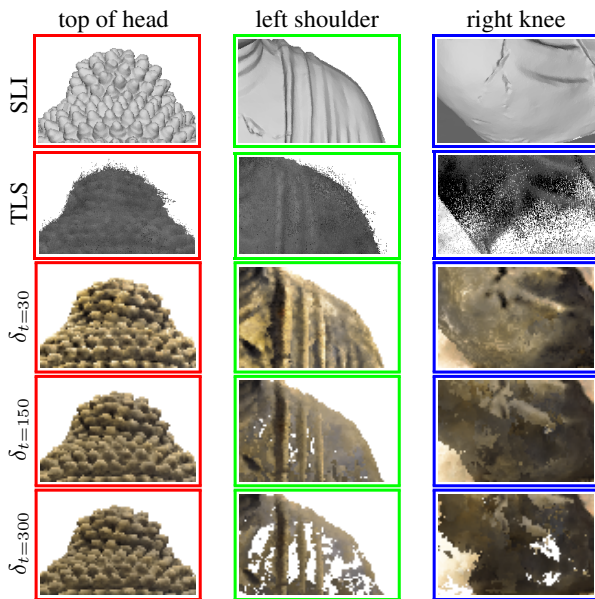 top of head left shoulder right knee
SLI
TLS
δt=30
δt=150
δt=300